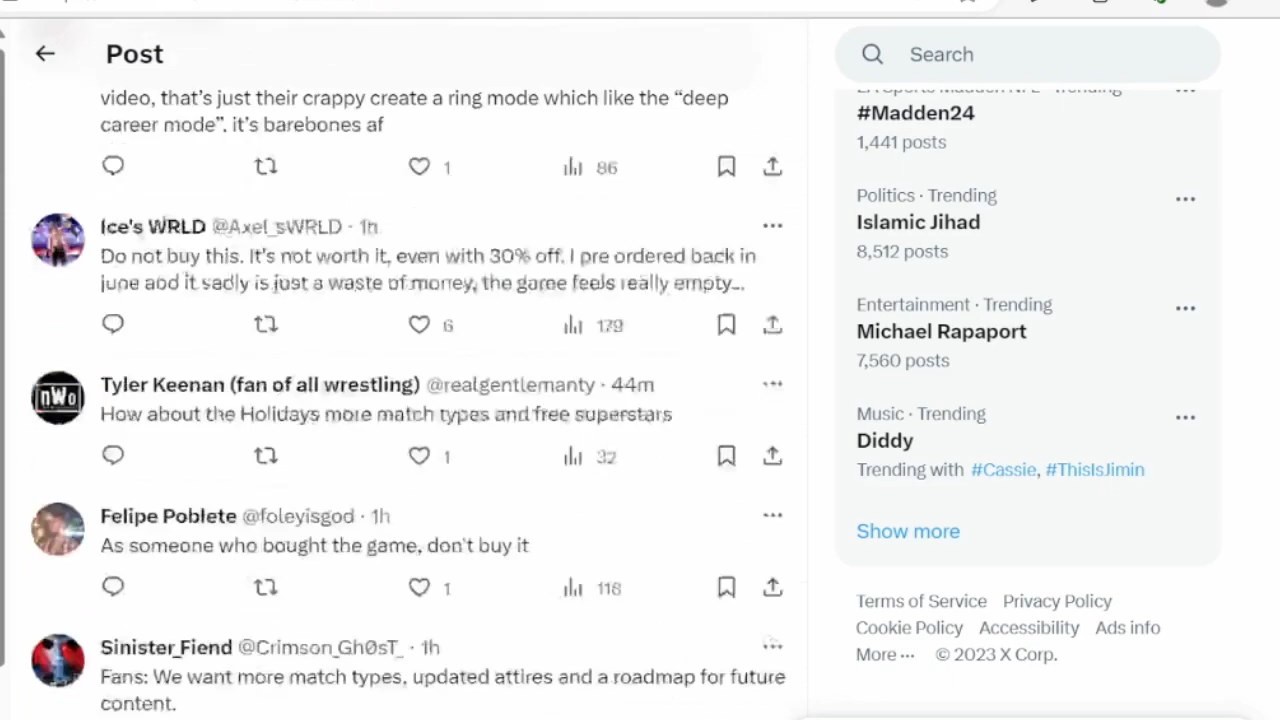 Post
video, that's just their crappy create a ring mode which like the “deep
career mode”. it's barebones af
1
86
Ice's WRLD @Axel_sWRLD · 1h
Do not buy this. It's not worth it, even with 30% off. I pre ordered back in
june and it sadly is just a waste of money, the game feels really empty...
6
179
Tyler Keenan (fan of all wrestling) @realgentlemanty · 44m
How about the Holidays more match types and free superstars
nWo
1
32
Felipe Poblete @foleyisgod · 1h
As someone who bought the game, don't buy it
1
118
Sinister_Fiend @Crimson_Gh0sT_ · 1h
Fans: We want more match types, updated attires and a roadmap for future
content.
Search
EA Sports Madden NFL · Trending
#Madden24
1,441 posts
Politics · Trending
Islamic Jihad
8,512 posts
Entertainment · Trending
Michael Rapaport
7,560 posts
Music · Trending
Diddy
Trending with #Cassie, #ThisIsJimin
Show more
Terms of Service Privacy Policy
Cookie Policy Accessibility Ads info
More ··· © 2023 X Corp.